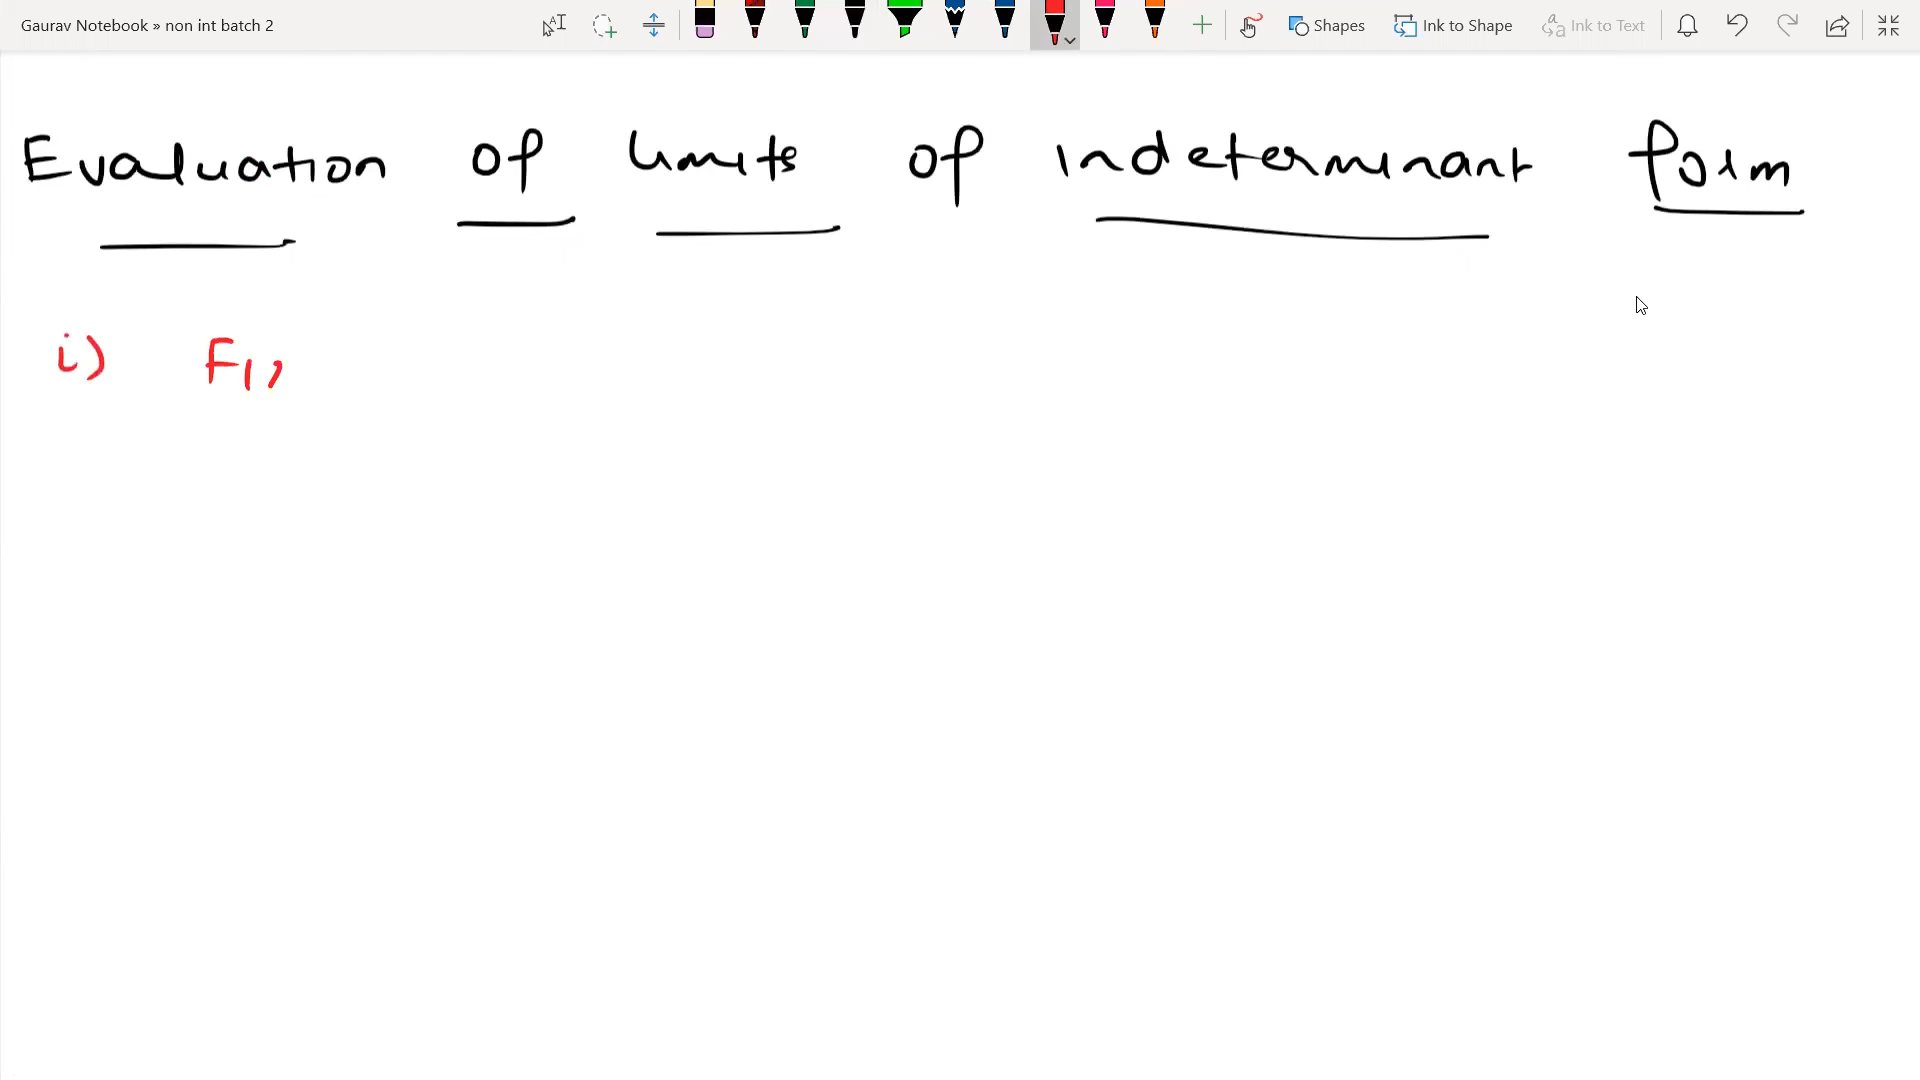 Gaurav Notebook » non int batch 2
Shapes
Ink to Shape
Ink to Text
Evaluation of limits of indeterminant form
i) F1,